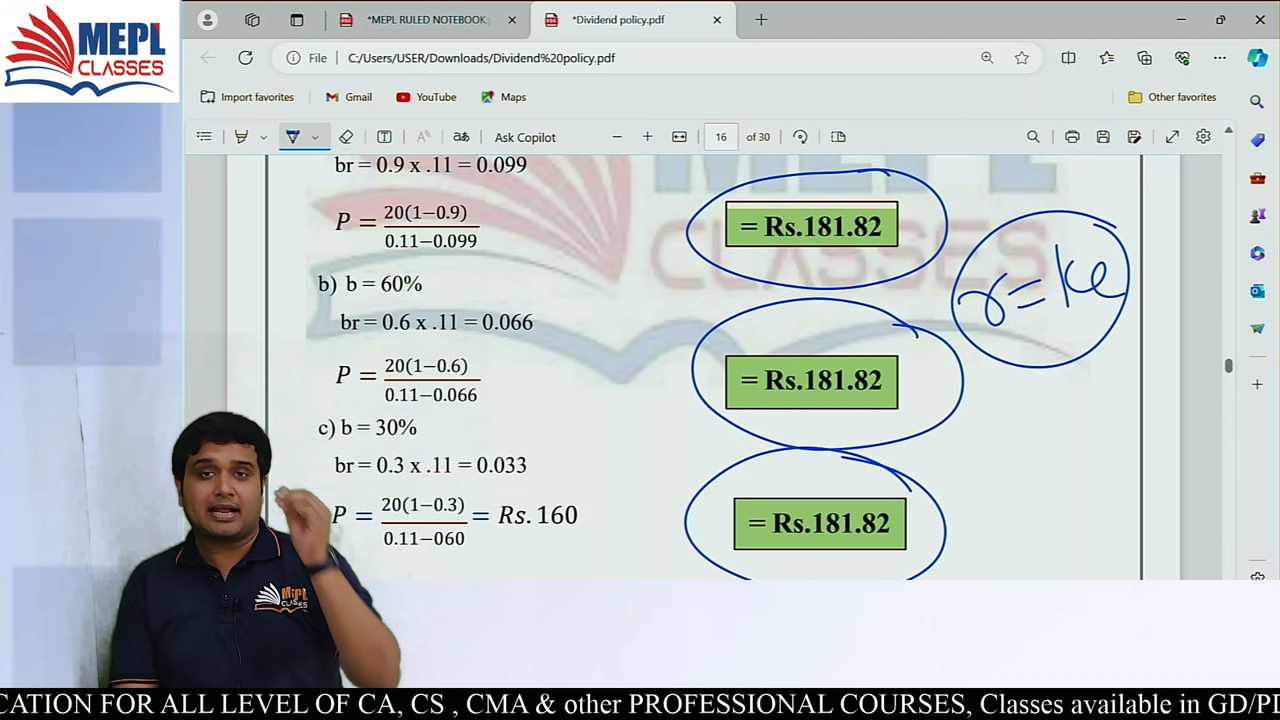 MEPL
CLASSES
*MEPL RULED NOTEBOOK.
*Dividend policy.pdf
File
C:/Users/USER/Downloads/Dividend%20policy.pdf
Import favorites
Gmail
YouTube
Maps
Other favorites
Ask Copilot
16
of 30
br = 0.9 x .11 = 0.099
P = 20(1−0.9) / 0.11−0.099
= Rs.181.82
r = ke
b) b = 60%
br = 0.6 x .11 = 0.066
P = 20(1−0.6) / 0.11−0.066
= Rs.181.82
c) b = 30%
br = 0.3 x .11 = 0.033
P = 20(1−0.3) / 0.11−060 = Rs. 160
= Rs.181.82
MEPL
CLASSES
CATION FOR ALL LEVEL OF CA, CS , CMA & other PROFESSIONAL COURSES, Classes available in GD/PE